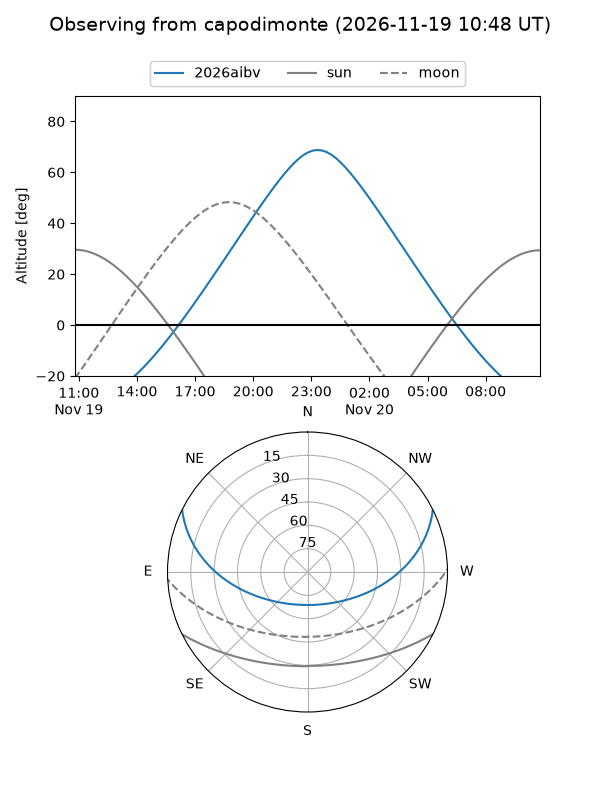 Observing from capodimonte (2026-11-19 10:48 UT)
2026aibv sun moon
Altitude [deg]
80
60
40
20
0
−20
11:00 14:00 17:00 20:00 23:00 02:00 05:00 08:00
Nov 19 Nov 20
N
NE NW
15
30
45
60
75
E W
SE SW
S